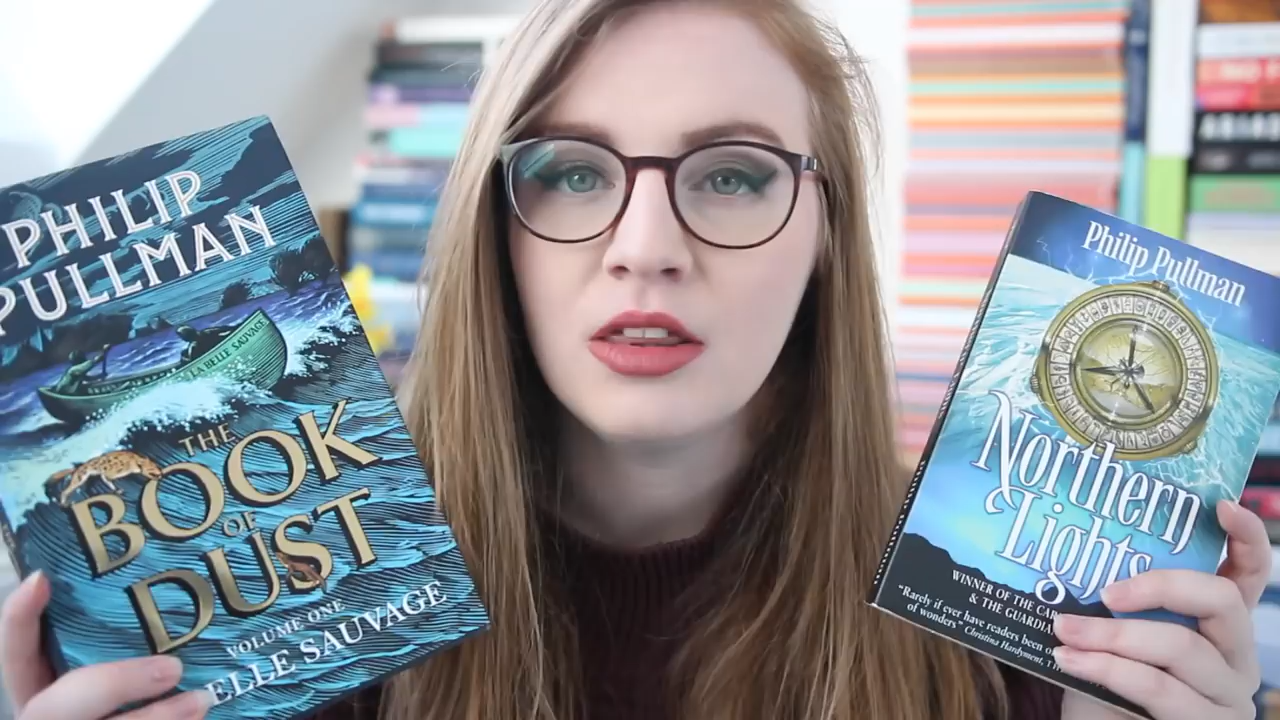 PHILIP
PULLMAN
LA BELLE SAUVAGE
THE
BOOK
OF
DUST
VOLUME ONE
ELLE SAUVAGE
Philip Pullman
Northern
Lights
WINNER OF THE
& THE GUARDIA
"Rarely if ever have readers been
of wonders" Christina Hardyment,